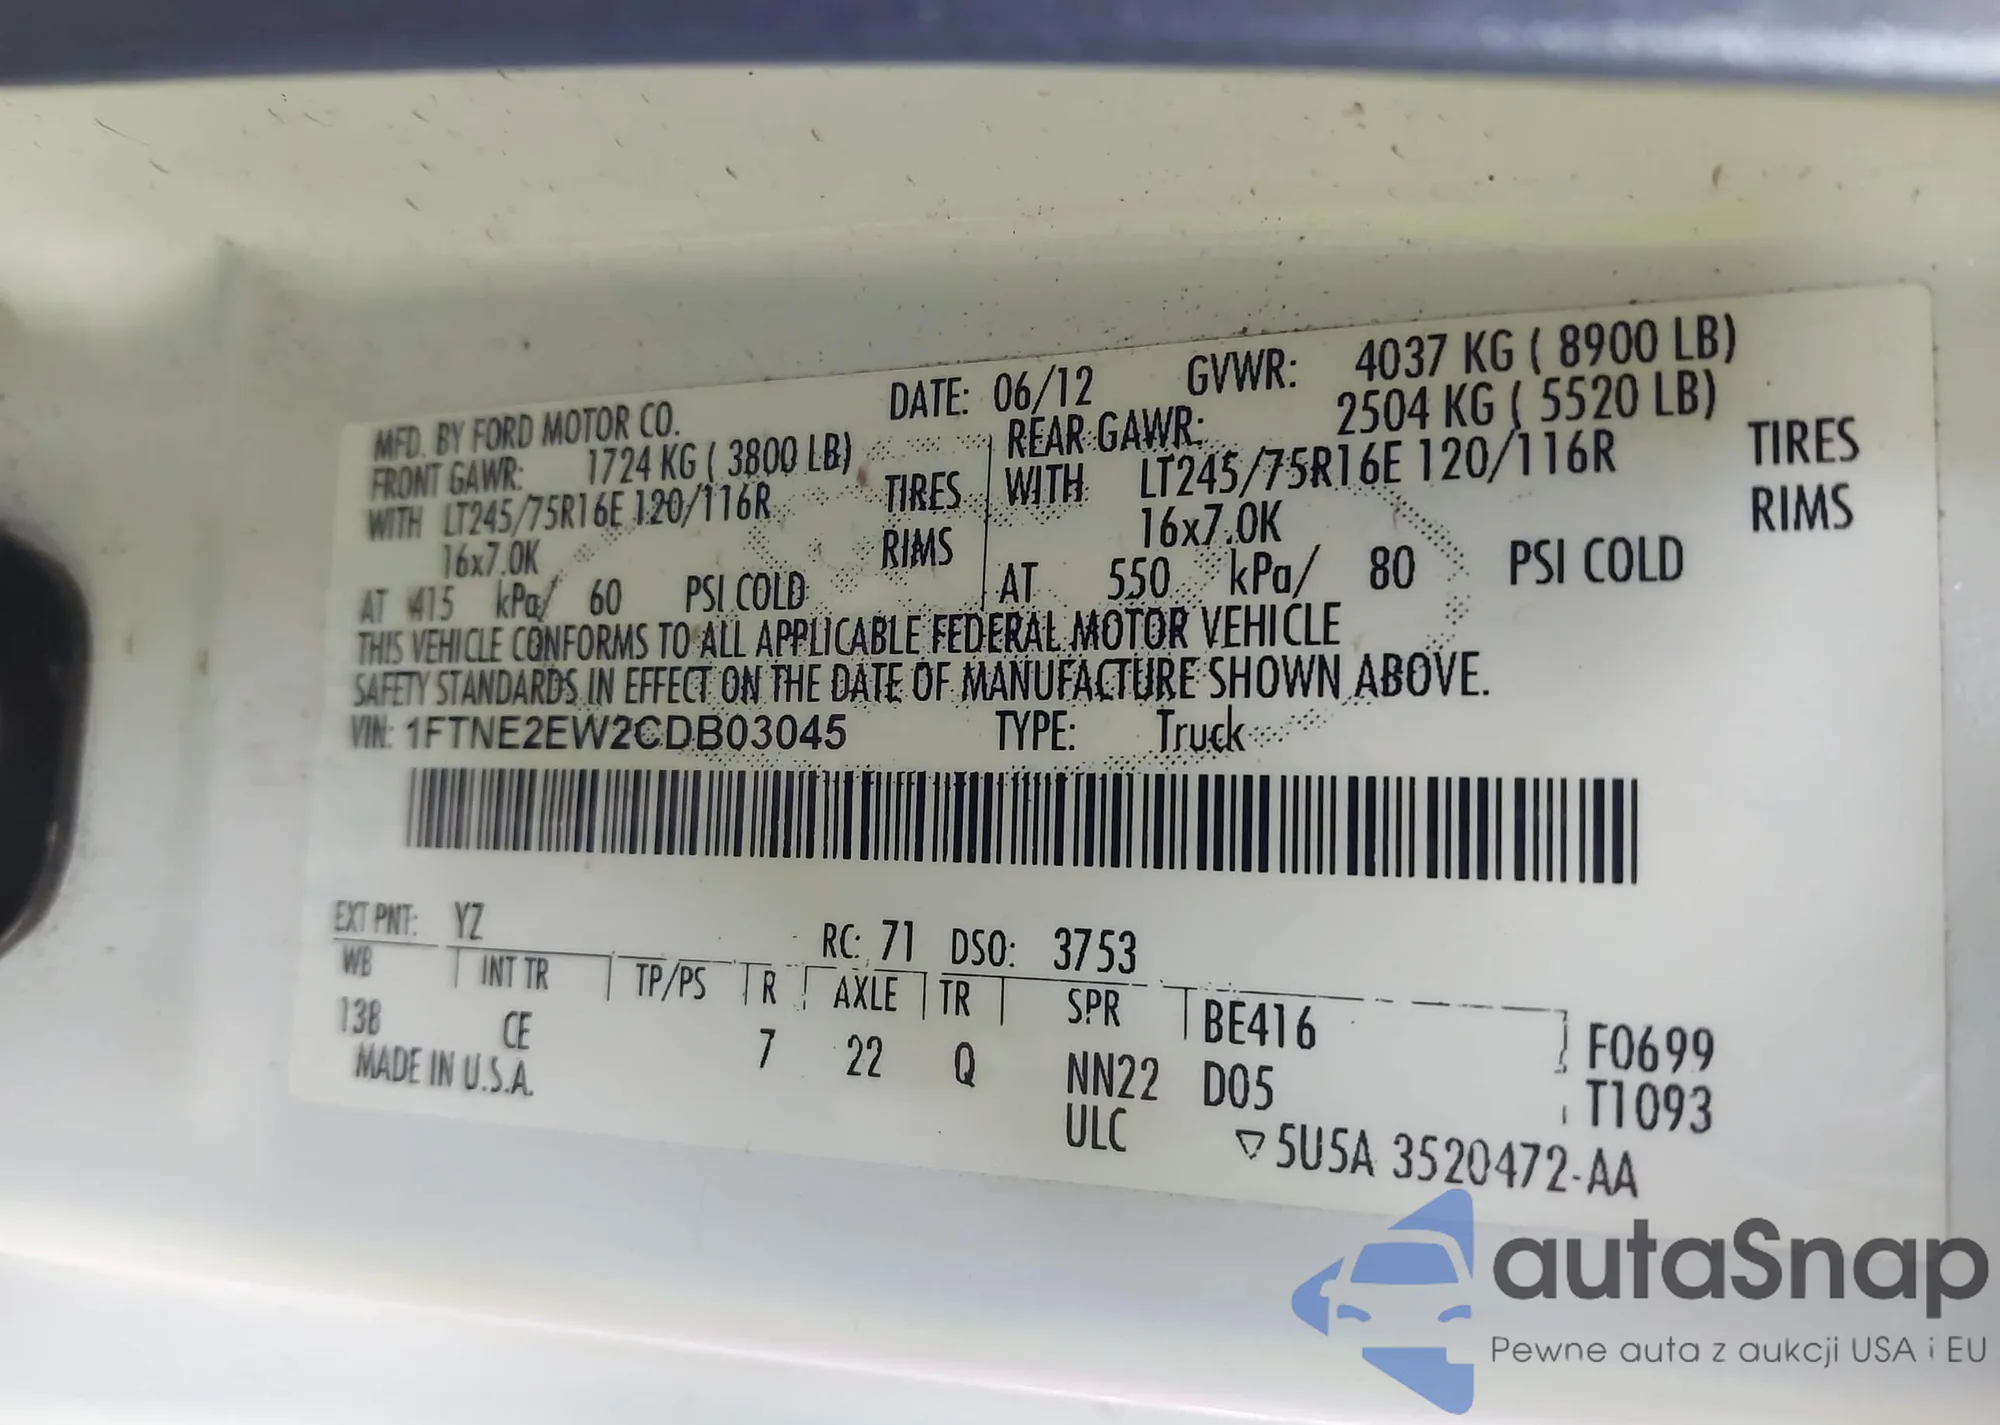 MFD. BY FORD MOTOR CO. DATE: 06/12 GVWR: 4037 KG ( 8900 LB)
FRONT GAWR: 1724 KG ( 3800 LB) REAR GAWR: 2504 KG ( 5520 LB)
WITH LT245/75R16E 120/116R TIRES WITH LT245/75R16E 120/116R TIRES
16x7.0K RIMS 16x7.0K RIMS
AT 415 kPa/ 60 PSI COLD AT 550 kPa/ 80 PSI COLD
THIS VEHICLE CONFORMS TO ALL APPLICABLE FEDERAL MOTOR VEHICLE
SAFETY STANDARDS IN EFFECT ON THE DATE OF MANUFACTURE SHOWN ABOVE.
VIN: 1FTNE2EW2CDB03045 TYPE: Truck
EXT PNT: YZ RC: 71 DSO: 3753
WB INT TR TP/PS R AXLE TR SPR BE416 F0699
138 CE 7 22 Q NN22 D05 T1093
MADE IN U.S.A. ULC ▽5U5A 3520472-AA
autaSnap
Pewne auta z aukcji USA i EU